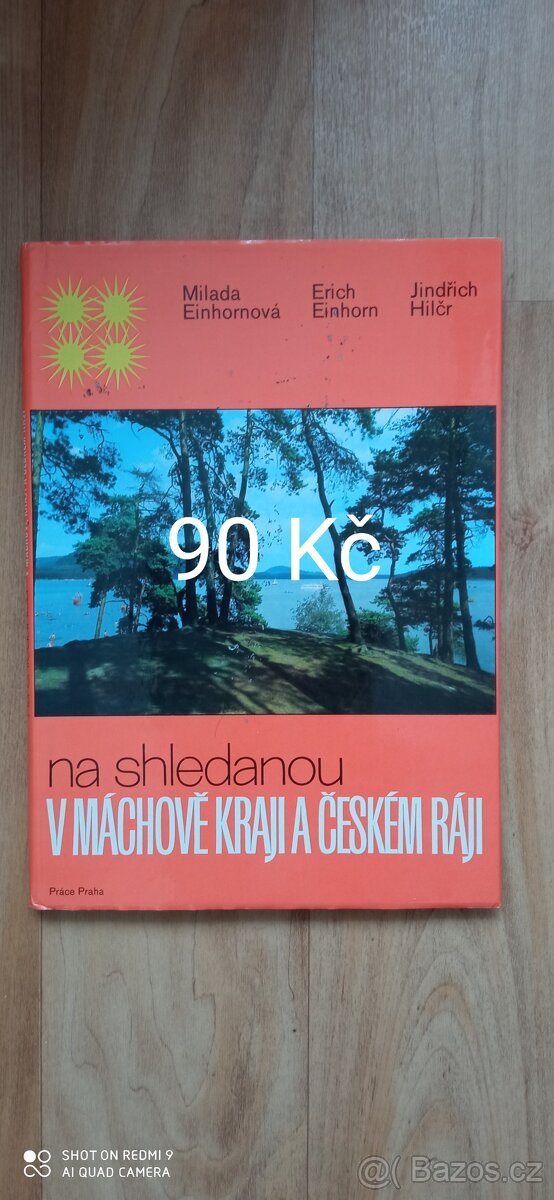 Milada
Einhornová
Erich
Einhorn
Jindřich
Hilčr
90 Kč
na shledanou
V MÁCHOVĚ KRAJI A ČESKÉM RÁJI
Práce Praha
SHOT ON REDMI 9
AI QUAD CAMERA
@ Bazos.cz